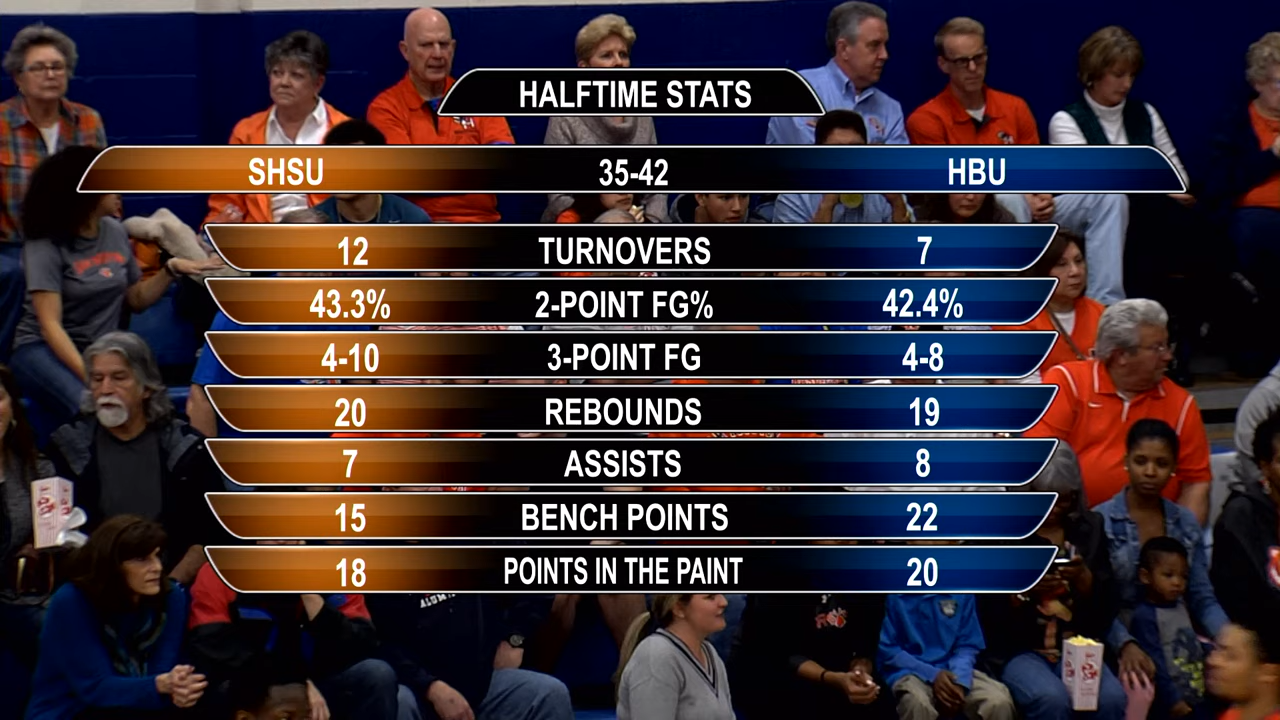 HALFTIME STATS
SHSU 35-42 HBU
12 TURNOVERS 7
43.3% 2-POINT FG% 42.4%
4-10 3-POINT FG 4-8
20 REBOUNDS 19
7 ASSISTS 8
15 BENCH POINTS 22
18 POINTS IN THE PAINT 20